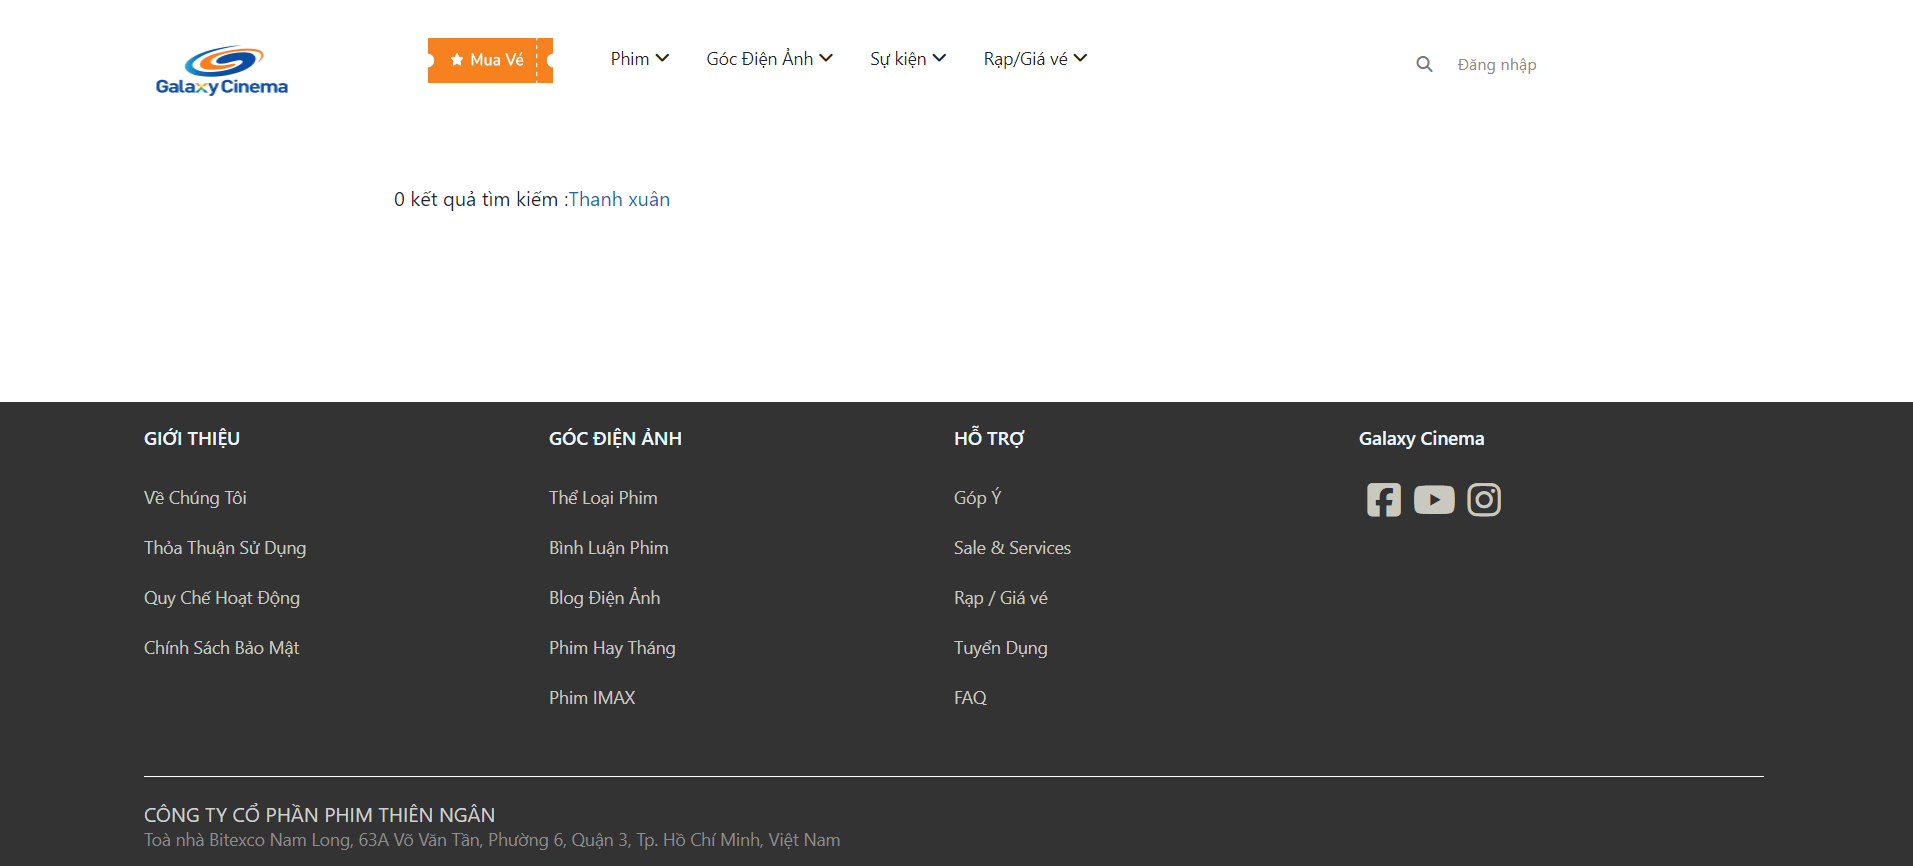 Galaxy Cinema
Mua Vé
Phim
Góc Điện Ảnh
Sự kiện
Rạp/Giá vé
Đăng nhập
0 kết quả tìm kiếm :Thanh xuân
GIỚI THIỆU
Về Chúng Tôi
Thỏa Thuận Sử Dụng
Quy Chế Hoạt Động
Chính Sách Bảo Mật
GÓC ĐIỆN ẢNH
Thể Loại Phim
Bình Luận Phim
Blog Điện Ảnh
Phim Hay Tháng
Phim IMAX
HỖ TRỢ
Góp Ý
Sale & Services
Rạp / Giá vé
Tuyển Dụng
FAQ
Galaxy Cinema
CÔNG TY CỔ PHẦN PHIM THIÊN NGÂN
Toà nhà Bitexco Nam Long, 63A Võ Văn Tần, Phường 6, Quận 3, Tp. Hồ Chí Minh, Việt Nam